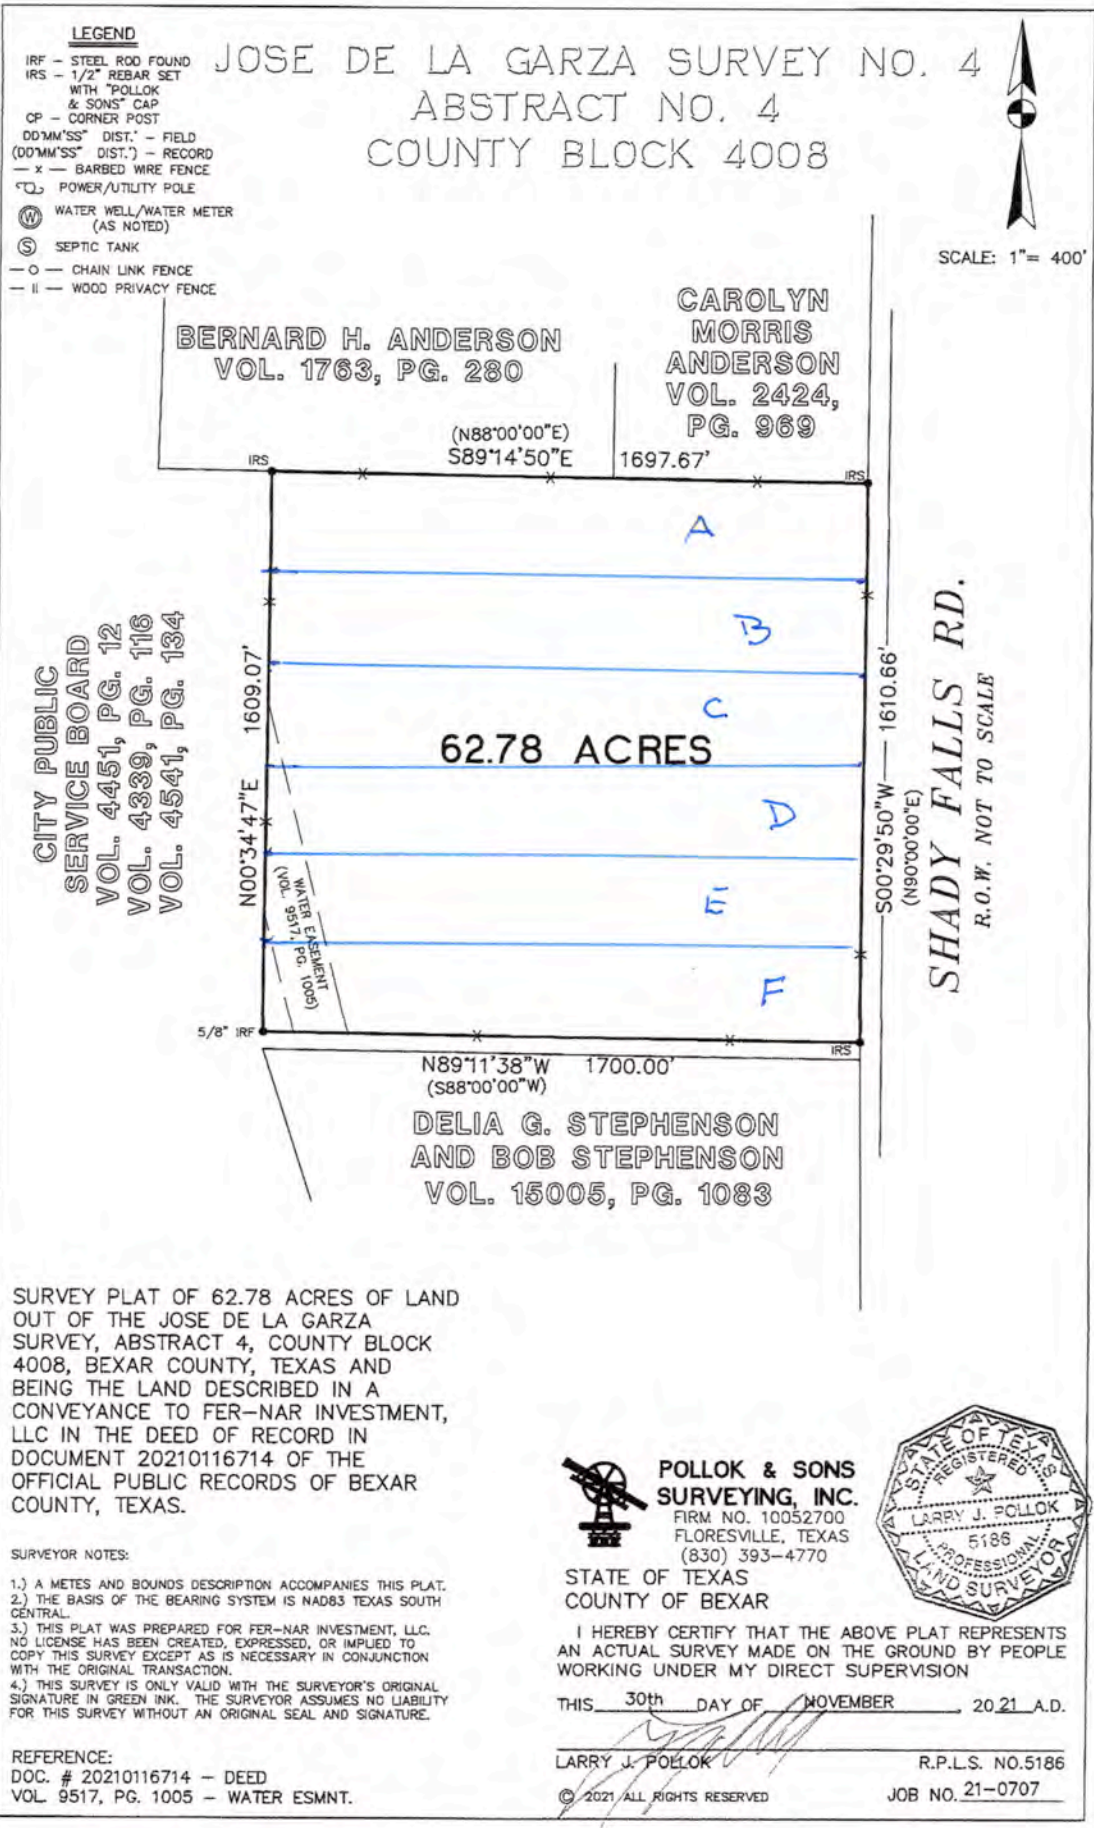 LEGEND
IRF - STEEL ROD FOUND
IRS - 1/2" REBAR SET
WITH "POLLOK
& SONS" CAP
CP - CORNER POST
DD°MM'SS" DIST.' - FIELD
(DD°MM'SS" DIST.') - RECORD
— x — BARBED WIRE FENCE
POWER/UTILITY POLE
W WATER WELL/WATER METER
(AS NOTED)
S SEPTIC TANK
— O — CHAIN LINK FENCE
— II — WOOD PRIVACY FENCE
JOSE DE LA GARZA SURVEY NO. 4
ABSTRACT NO. 4
COUNTY BLOCK 4008
SCALE: 1"= 400'
BERNARD H. ANDERSON
VOL. 1763, PG. 280
CAROLYN
MORRIS
ANDERSON
VOL. 2424,
PG. 969
(N88°00'00"E)
S89°14'50"E 1697.67'
IRS
IRS
A
B
C
62.78 ACRES
D
E
F
CITY PUBLIC
SERVICE BOARD
VOL. 4451, PG. 12
VOL. 4339, PG. 116
VOL. 4541, PG. 134
N00°34'47"E 1609.07'
WATER EASEMENT
(VOL. 9517, PG. 1005)
S00°29'50"W 1610.66'
(N90°00'00"E)
SHADY FALLS RD.
R.O.W. NOT TO SCALE
5/8" IRF
IRS
N89°11'38"W 1700.00'
(S88°00'00"W)
DELIA G. STEPHENSON
AND BOB STEPHENSON
VOL. 15005, PG. 1083
SURVEY PLAT OF 62.78 ACRES OF LAND
OUT OF THE JOSE DE LA GARZA
SURVEY, ABSTRACT 4, COUNTY BLOCK
4008, BEXAR COUNTY, TEXAS AND
BEING THE LAND DESCRIBED IN A
CONVEYANCE TO FER-NAR INVESTMENT,
LLC IN THE DEED OF RECORD IN
DOCUMENT 20210116714 OF THE
OFFICIAL PUBLIC RECORDS OF BEXAR
COUNTY, TEXAS.
SURVEYOR NOTES:
1.) A METES AND BOUNDS DESCRIPTION ACCOMPANIES THIS PLAT.
2.) THE BASIS OF THE BEARING SYSTEM IS NAD83 TEXAS SOUTH
CENTRAL.
3.) THIS PLAT WAS PREPARED FOR FER-NAR INVESTMENT, LLC.
NO LICENSE HAS BEEN CREATED, EXPRESSED, OR IMPLIED TO
COPY THIS SURVEY EXCEPT AS IS NECESSARY IN CONJUNCTION
WITH THE ORIGINAL TRANSACTION.
4.) THIS SURVEY IS ONLY VALID WITH THE SURVEYOR'S ORIGINAL
SIGNATURE IN GREEN INK. THE SURVEYOR ASSUMES NO LIABILITY
FOR THIS SURVEY WITHOUT AN ORIGINAL SEAL AND SIGNATURE.
REFERENCE:
DOC. # 20210116714 - DEED
VOL. 9517, PG. 1005 - WATER ESMNT.
POLLOK & SONS
SURVEYING, INC.
FIRM NO. 10052700
FLORESVILLE, TEXAS
(830) 393-4770
STATE OF TEXAS
REGISTERED
LARRY J. POLLOK
5186
PROFESSIONAL
LAND SURVEYOR
STATE OF TEXAS
COUNTY OF BEXAR
I HEREBY CERTIFY THAT THE ABOVE PLAT REPRESENTS
AN ACTUAL SURVEY MADE ON THE GROUND BY PEOPLE
WORKING UNDER MY DIRECT SUPERVISION
THIS 30th DAY OF NOVEMBER , 2021 A.D.
LARRY J. POLLOK R.P.L.S. NO.5186
© 2021 ALL RIGHTS RESERVED JOB NO. 21-0707